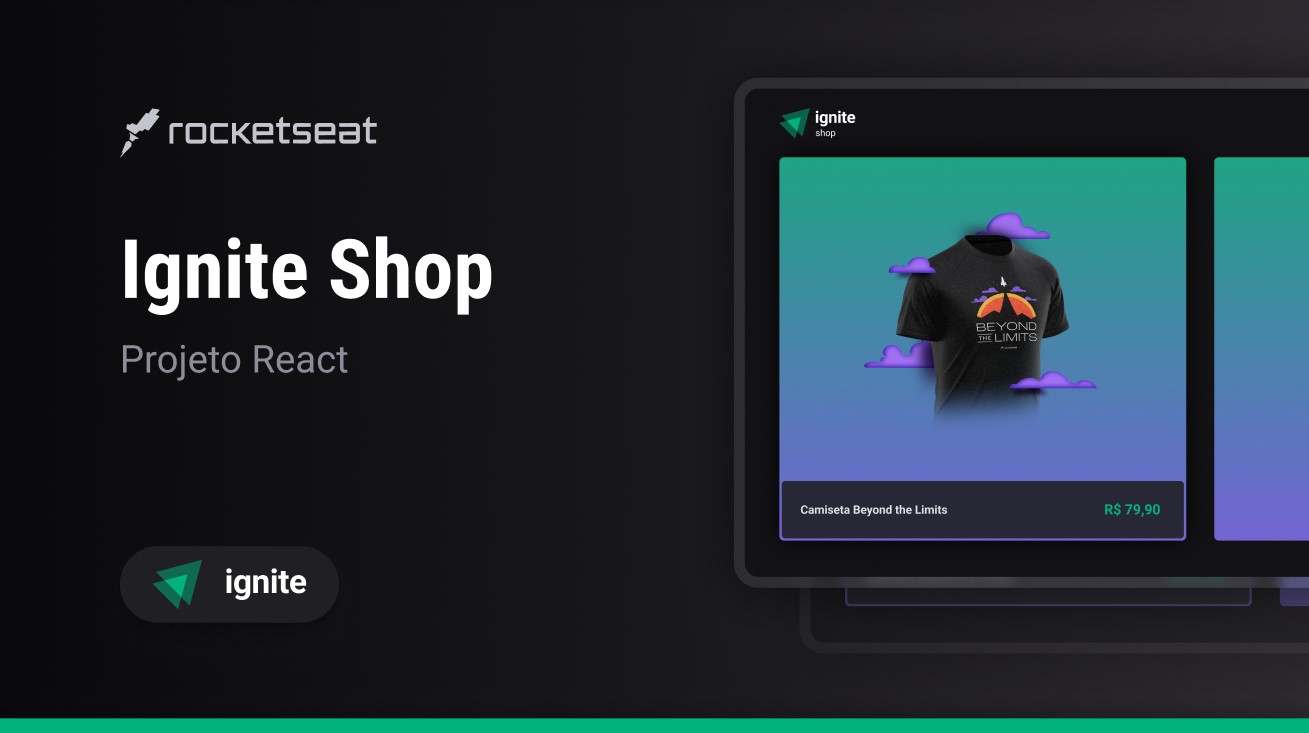 rocketseat
Ignite Shop
Projeto React
ignite
ignite
shop
BEYOND
THE LIMITS
Camiseta Beyond the Limits
R$ 79,90